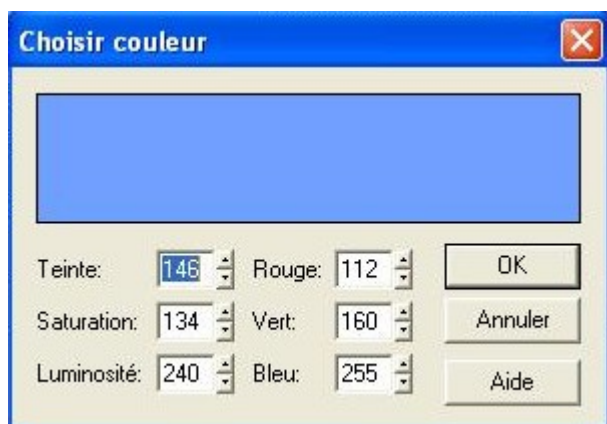 Choisir couleur
Teinte: 146 Rouge: 112 OK
Saturation: 134 Vert: 160 Annuler
Luminosité: 240 Bleu: 255 Aide